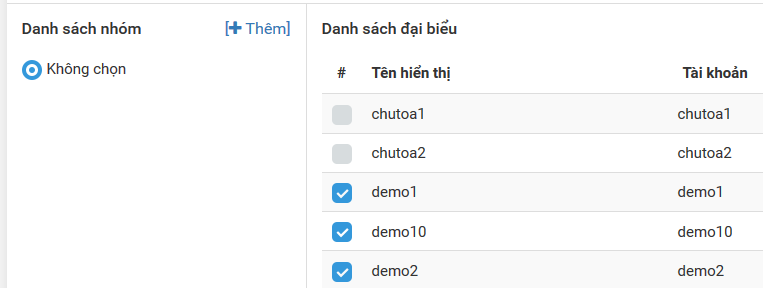 Danh sách nhóm [+ Thêm]
Không chọn
Danh sách đại biểu
# Tên hiển thị Tài khoản
chutoa1 chutoa1
chutoa2 chutoa2
demo1 demo1
demo10 demo10
demo2 demo2